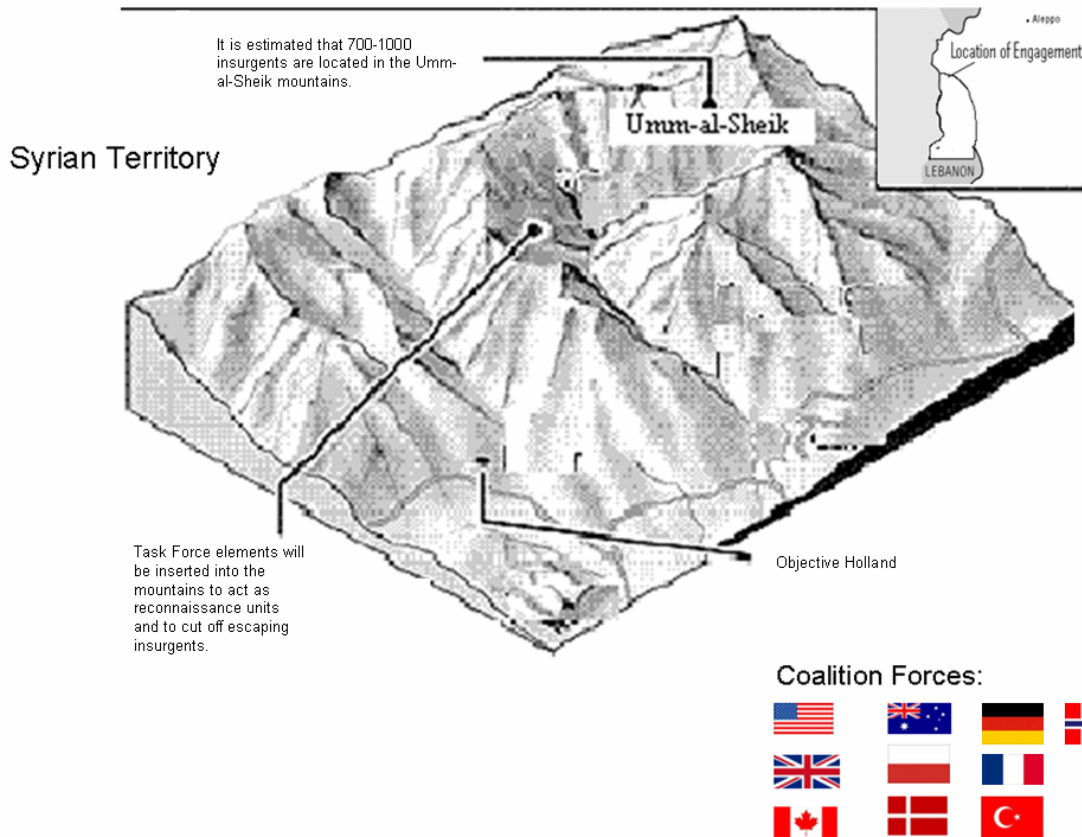 It is estimated that 700-1000
insurgents are located in the Umm-
al-Sheik mountains.
Aleppo
Location of Engagement
Umm-al-Sheik
LEBANON
Syrian Territory
Task Force elements will
be inserted into the
mountains to act as
reconnaissance units
and to cut off escaping
insurgents.
Objective Holland
Coalition Forces: